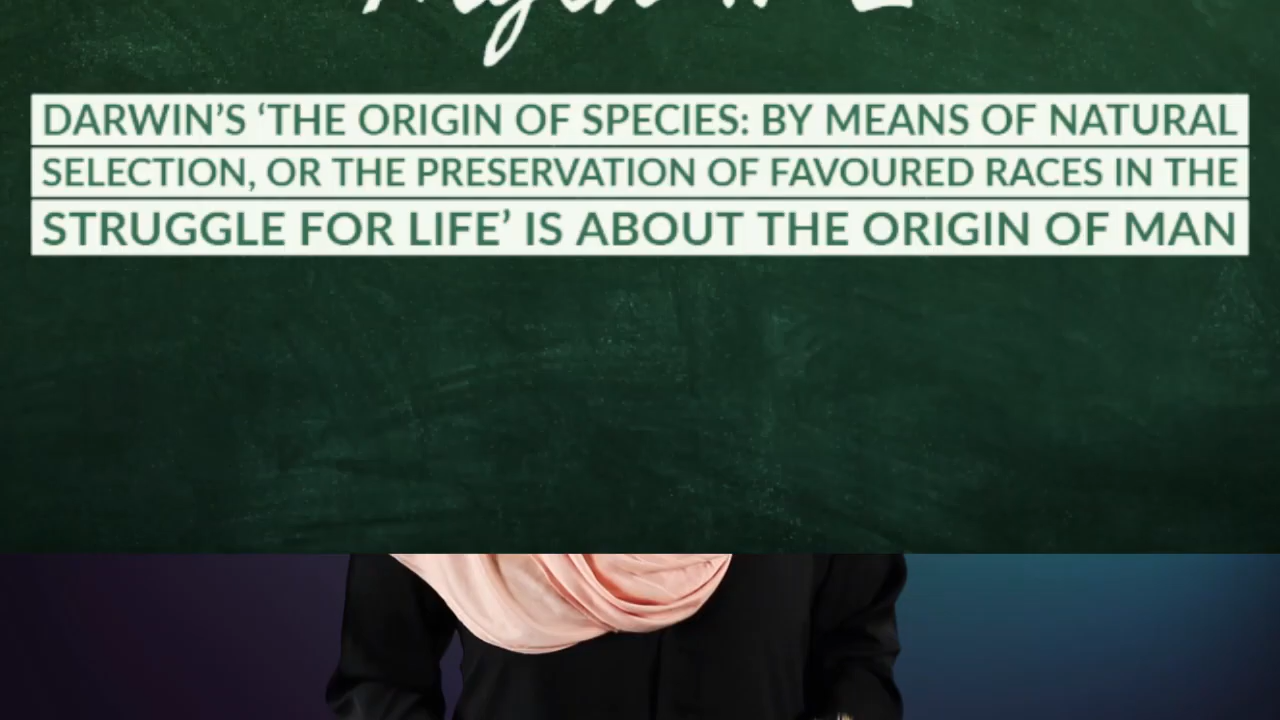 DARWIN’S ‘THE ORIGIN OF SPECIES: BY MEANS OF NATURAL
SELECTION, OR THE PRESERVATION OF FAVOURED RACES IN THE
STRUGGLE FOR LIFE’ IS ABOUT THE ORIGIN OF MAN